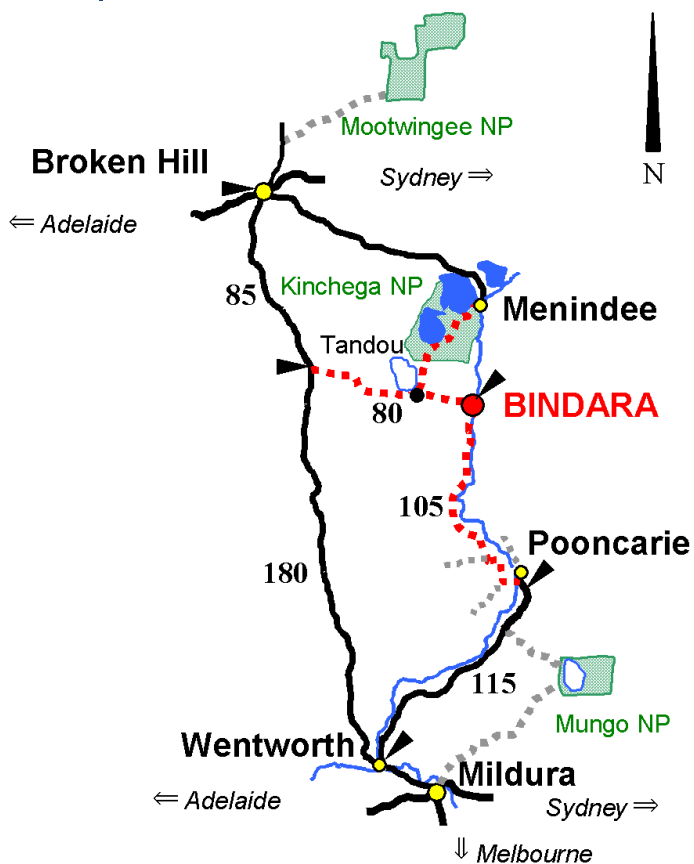 Mootwingee NP
Broken Hill
Sydney ⇒
N
⇐ Adelaide
85
Kinchega NP
Menindee
Tandou
80
BINDARA
105
Pooncarie
180
115
Mungo NP
Wentworth
Mildura
⇐ Adelaide
Sydney ⇒
⇓ Melbourne